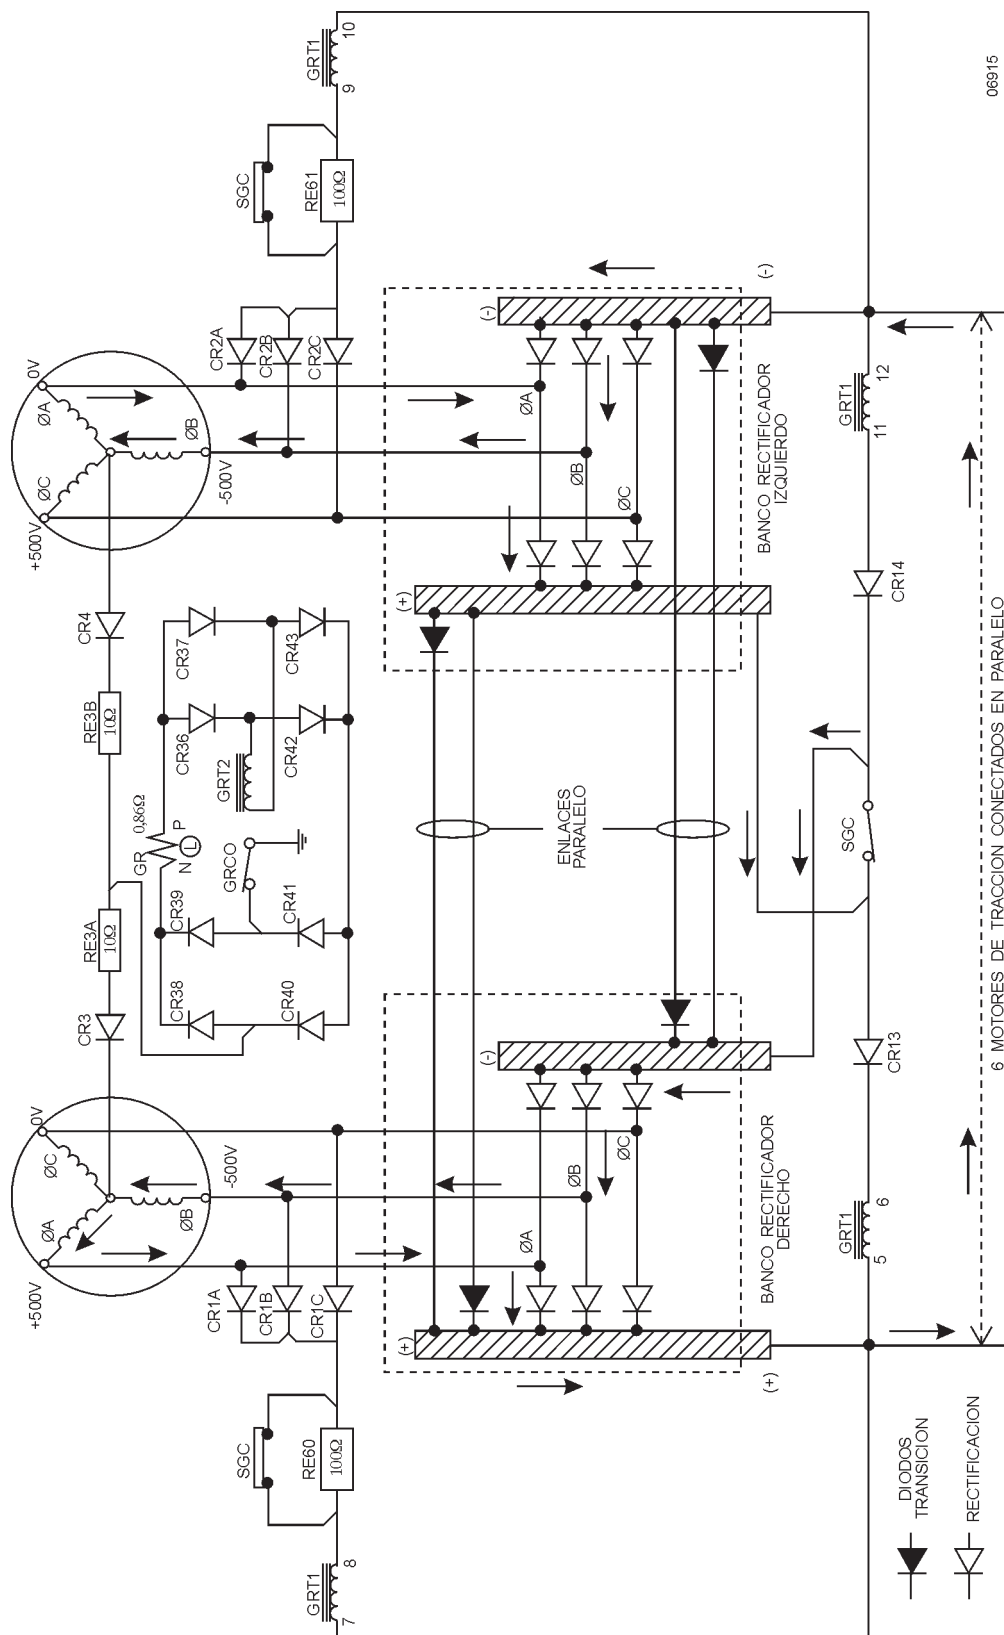 GRT1
7
8
SGC
RE60
100Ω
CR1A
CR1B
CR1C
+500V
ØA
ØC
0V
ØB
-500V
CR3
RE3A
10Ω
RE3B
10Ω
CR4
GR
0,86Ω
N
L
P
CR38
CR39
CR36
CR37
GRCO
GRT2
CR40
CR41
CR42
CR43
+500V
ØC
ØA
0V
ØB
-500V
CR2A
CR2B
CR2C
SGC
RE61
100Ω
GRT1
9
10
(+)
(-)
ØA
ØB
ØC
(+)
BANCO RECTIFICADOR
DERECHO
ENLACES
PARALELO
(+)
(-)
ØC
ØB
ØA
(-)
BANCO RECTIFICADOR
IZQUIERDO
GRT1
5
6
CR13
SGC
CR14
GRT1
11
12
6 MOTORES DE TRACCION CONECTADOS EN PARALELO
DIODOS
TRANSICION
RECTIFICACION
06915